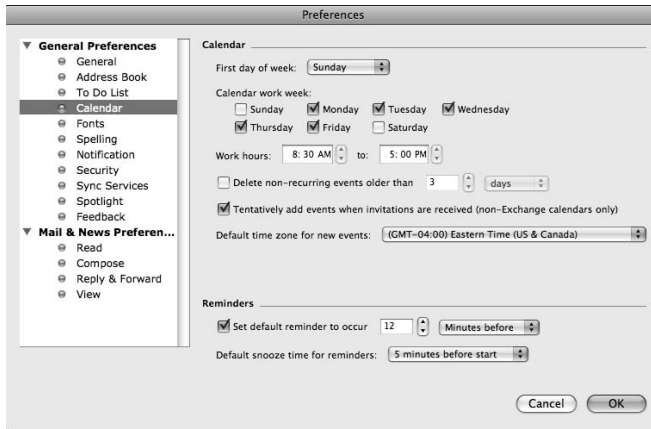 Preferences
General Preferences
General
Address Book
To Do List
Calendar
Fonts
Spelling
Notification
Security
Sync Services
Spotlight
Feedback
Mail & News Preferen...
Read
Compose
Reply & Forward
View
Calendar
First day of week: Sunday
Calendar work week:
Sunday Monday Tuesday Wednesday
Thursday Friday Saturday
Work hours: 8:30 AM to: 5:00 PM
Delete non-recurring events older than 3 days
Tentatively add events when invitations are received (non-Exchange calendars only)
Default time zone for new events: (GMT-04:00) Eastern Time (US & Canada)
Reminders
Set default reminder to occur 12 Minutes before
Default snooze time for reminders: 5 minutes before start
Cancel OK